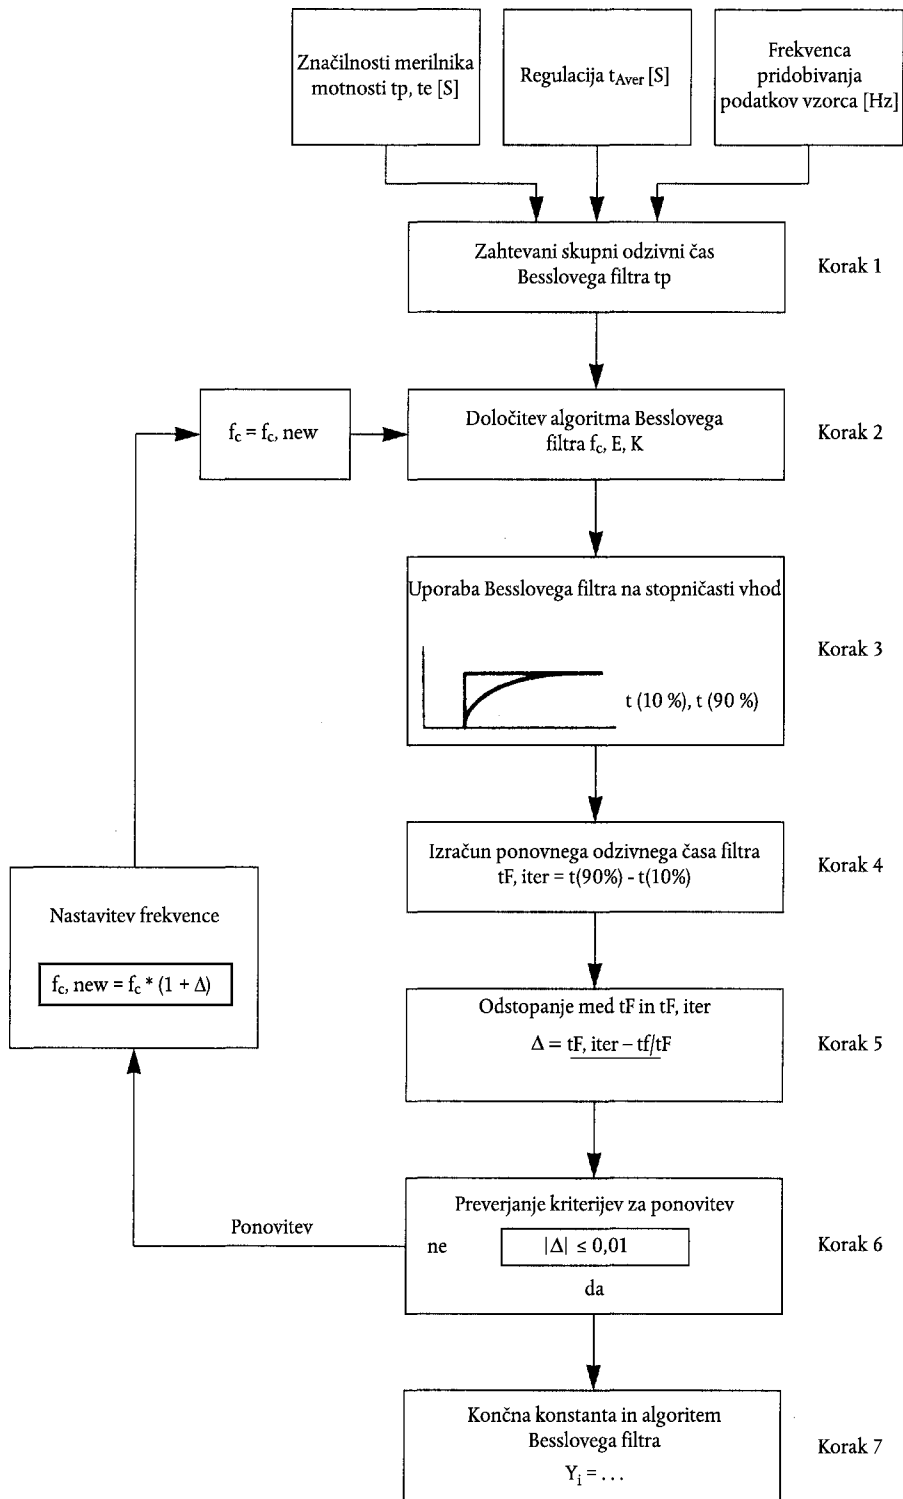 Značilnosti merilnika
motnosti tp, te [S]
Regulacija tAver [S]
Frekvenca
pridobivanja
podatkov vzorca [Hz]
Zahtevani skupni odzivni čas
Besslovega filtra tp
Korak 1
fc = fc, new
Določitev algoritma Besslovega
filtra fc, E, K
Korak 2
Uporaba Besslovega filtra na stopničasti vhod
t (10 %), t (90 %)
Korak 3
Izračun ponovnega odzivnega časa filtra
tF, iter = t(90%) - t(10%)
Korak 4
Nastavitev frekvence
fc, new = fc * (1 + Δ)
Odstopanje med tF in tF, iter
Δ = tF, iter – tf/tF
Korak 5
Preverjanje kriterijev za ponovitev
Ponovitev
ne
|Δ| ≤ 0,01
da
Korak 6
Končna konstanta in algoritem
Besslovega filtra
Yi = . . .
Korak 7